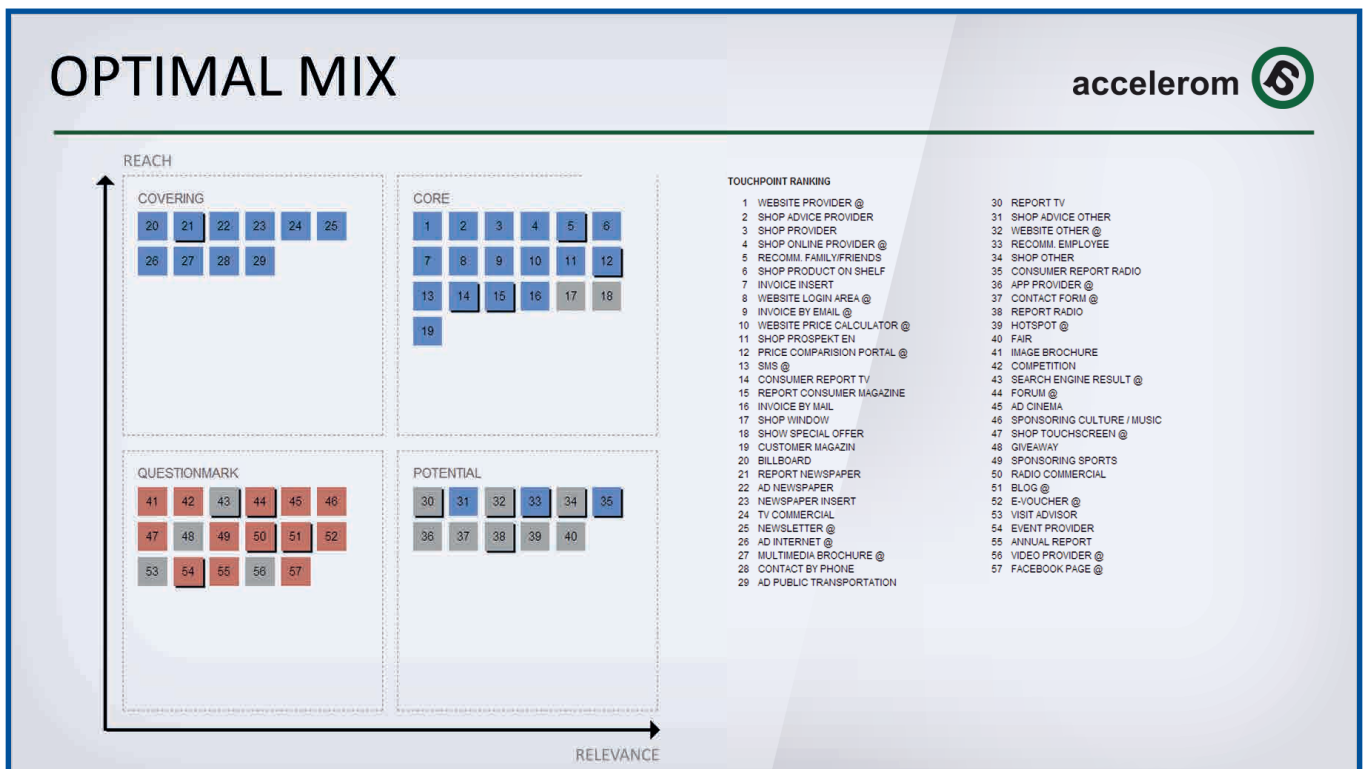 OPTIMAL MIX
accelerom
REACH
COVERING
20 21 22 23 24 25
26 27 28 29
CORE
1 2 3 4 5 6
7 8 9 10 11 12
13 14 15 16 17 18
19
QUESTIONMARK
41 42 43 44 45 46
47 48 49 50 51 52
53 54 55 56 57
POTENTIAL
30 31 32 33 34 35
36 37 38 39 40
RELEVANCE
TOUCHPOINT RANKING
1 WEBSITE PROVIDER @
2 SHOP ADVICE PROVIDER
3 SHOP PROVIDER
4 SHOP ONLINE PROVIDER @
5 RECOMM. FAMILY/FRIENDS
6 SHOP PRODUCT ON SHELF
7 INVOICE INSERT
8 WEBSITE LOGIN AREA @
9 INVOICE BY EMAIL @
10 WEBSITE PRICE CALCULATOR @
11 SHOP PROSPEKT EN
12 PRICE COMPARISION PORTAL @
13 SMS @
14 CONSUMER REPORT TV
15 REPORT CONSUMER MAGAZINE
16 INVOICE BY MAIL
17 SHOP WINDOW
18 SHOW SPECIAL OFFER
19 CUSTOMER MAGAZIN
20 BILLBOARD
21 REPORT NEWSPAPER
22 AD NEWSPAPER
23 NEWSPAPER INSERT
24 TV COMMERCIAL
25 NEWSLETTER @
26 AD INTERNET @
27 MULTIMEDIA BROCHURE @
28 CONTACT BY PHONE
29 AD PUBLIC TRANSPORTATION
30 REPORT TV
31 SHOP ADVICE OTHER
32 WEBSITE OTHER @
33 RECOMM. EMPLOYEE
34 SHOP OTHER
35 CONSUMER REPORT RADIO
36 APP PROVIDER @
37 CONTACT FORM @
38 REPORT RADIO
39 HOTSPOT @
40 FAIR
41 IMAGE BROCHURE
42 COMPETITION
43 SEARCH ENGINE RESULT @
44 FORUM @
45 AD CINEMA
46 SPONSORING CULTURE / MUSIC
47 SHOP TOUCHSCREEN @
48 GIVEAWAY
49 SPONSORING SPORTS
50 RADIO COMMERCIAL
51 BLOG @
52 E-VOUCHER @
53 VISIT ADVISOR
54 EVENT PROVIDER
55 ANNUAL REPORT
56 VIDEO PROVIDER @
57 FACEBOOK PAGE @